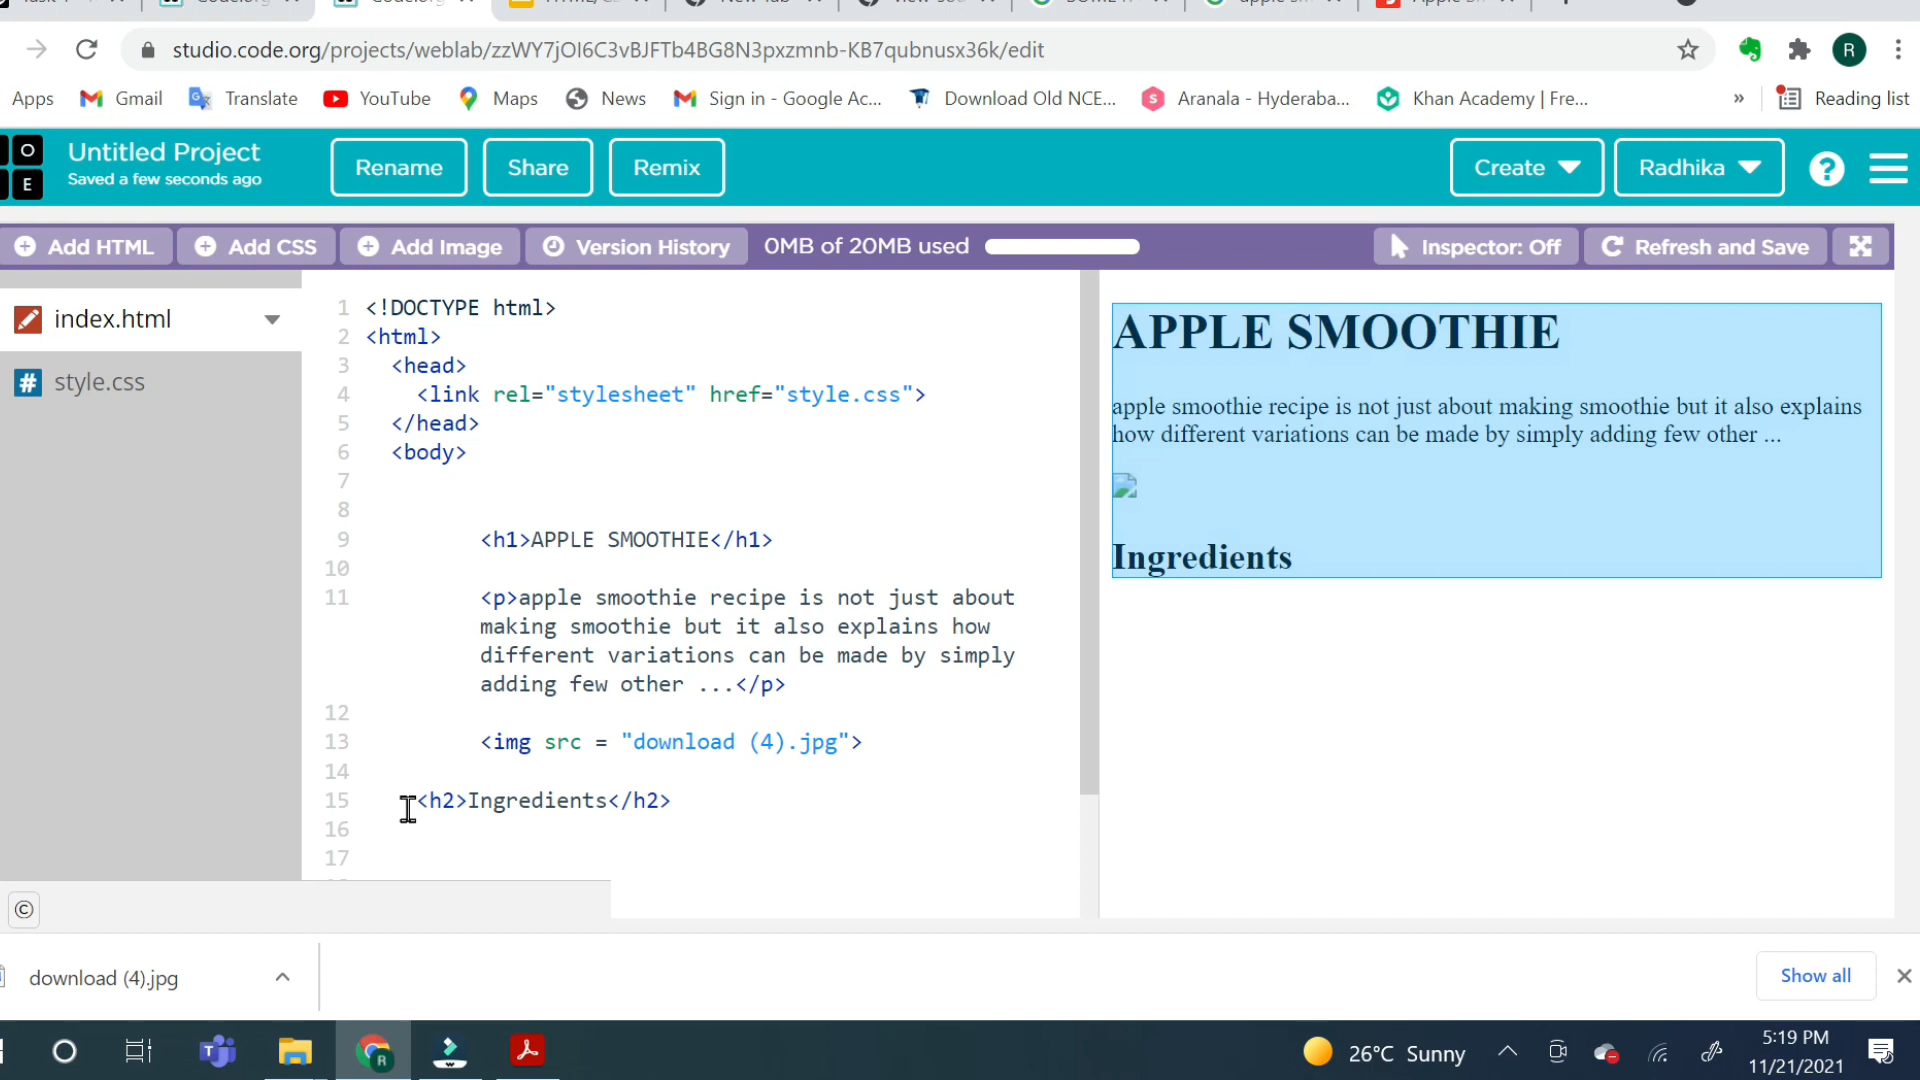 studio.code.org/projects/weblab/zzWY7jOI6C3vBJFTb4BG8N3pxzmnb-KB7qubnusx36k/edit
R
Apps Gmail Translate YouTube Maps News Sign in - Google Ac... Download Old NCE... Aranala - Hyderaba... Khan Academy | Fre... » Reading list
O
E
Untitled Project
Saved a few seconds ago
Rename Share Remix Create Radhika ?
Add HTML Add CSS Add Image Version History 0MB of 20MB used Inspector: Off Refresh and Save
index.html
# style.css
1 <!DOCTYPE html>
2 <html>
3 <head>
4 <link rel="stylesheet" href="style.css">
5 </head>
6 <body>
7
8
9 <h1>APPLE SMOOTHIE</h1>
10
11 <p>apple smoothie recipe is not just about
making smoothie but it also explains how
different variations can be made by simply
adding few other ...</p>
12
13 <img src = "download (4).jpg">
14
15 <h2>Ingredients</h2>
16
17
APPLE SMOOTHIE
apple smoothie recipe is not just about making smoothie but it also explains
how different variations can be made by simply adding few other ...
Ingredients
©
download (4).jpg
Show all
R
26°C Sunny
5:19 PM
11/21/2021